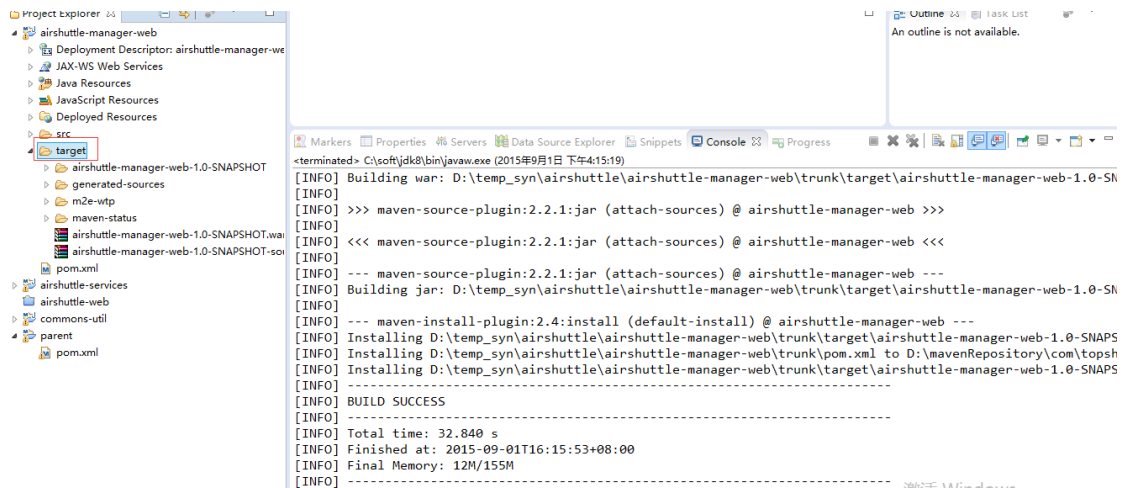 Project Explorer
airshuttle-manager-web
Deployment Descriptor: airshuttle-manager-we
JAX-WS Web Services
Java Resources
JavaScript Resources
Deployed Resources
src
target
airshuttle-manager-web-1.0-SNAPSHOT
generated-sources
m2e-wtp
maven-status
airshuttle-manager-web-1.0-SNAPSHOT.wa
airshuttle-manager-web-1.0-SNAPSHOT-so
pom.xml
airshuttle-services
airshuttle-web
commons-util
parent
pom.xml
Outline Task List
An outline is not available.
Markers Properties Servers Data Source Explorer Snippets Console Progress
<terminated> C:\soft\jdk8\bin\javaw.exe (2015年9月1日 下午4:15:19)
[INFO] Building war: D:\temp_syn\airshuttle\airshuttle-manager-web\trunk\target\airshuttle-manager-web-1.0-SN
[INFO]
[INFO] >>> maven-source-plugin:2.2.1:jar (attach-sources) @ airshuttle-manager-web >>>
[INFO]
[INFO] <<< maven-source-plugin:2.2.1:jar (attach-sources) @ airshuttle-manager-web <<<
[INFO]
[INFO] --- maven-source-plugin:2.2.1:jar (attach-sources) @ airshuttle-manager-web ---
[INFO] Building jar: D:\temp_syn\airshuttle\airshuttle-manager-web\trunk\target\airshuttle-manager-web-1.0-SN
[INFO]
[INFO] --- maven-install-plugin:2.4:install (default-install) @ airshuttle-manager-web ---
[INFO] Installing D:\temp_syn\airshuttle\airshuttle-manager-web\trunk\target\airshuttle-manager-web-1.0-SNAPS
[INFO] Installing D:\temp_syn\airshuttle\airshuttle-manager-web\trunk\pom.xml to D:\mavenRepository\com\topsh
[INFO] Installing D:\temp_syn\airshuttle\airshuttle-manager-web\trunk\target\airshuttle-manager-web-1.0-SNAPS
[INFO] ------------------------------------------------------------------------
[INFO] BUILD SUCCESS
[INFO] ------------------------------------------------------------------------
[INFO] Total time: 32.840 s
[INFO] Finished at: 2015-09-01T16:15:53+08:00
[INFO] Final Memory: 12M/155M
[INFO] ------------------------------------------------------------------------
激活 Windows